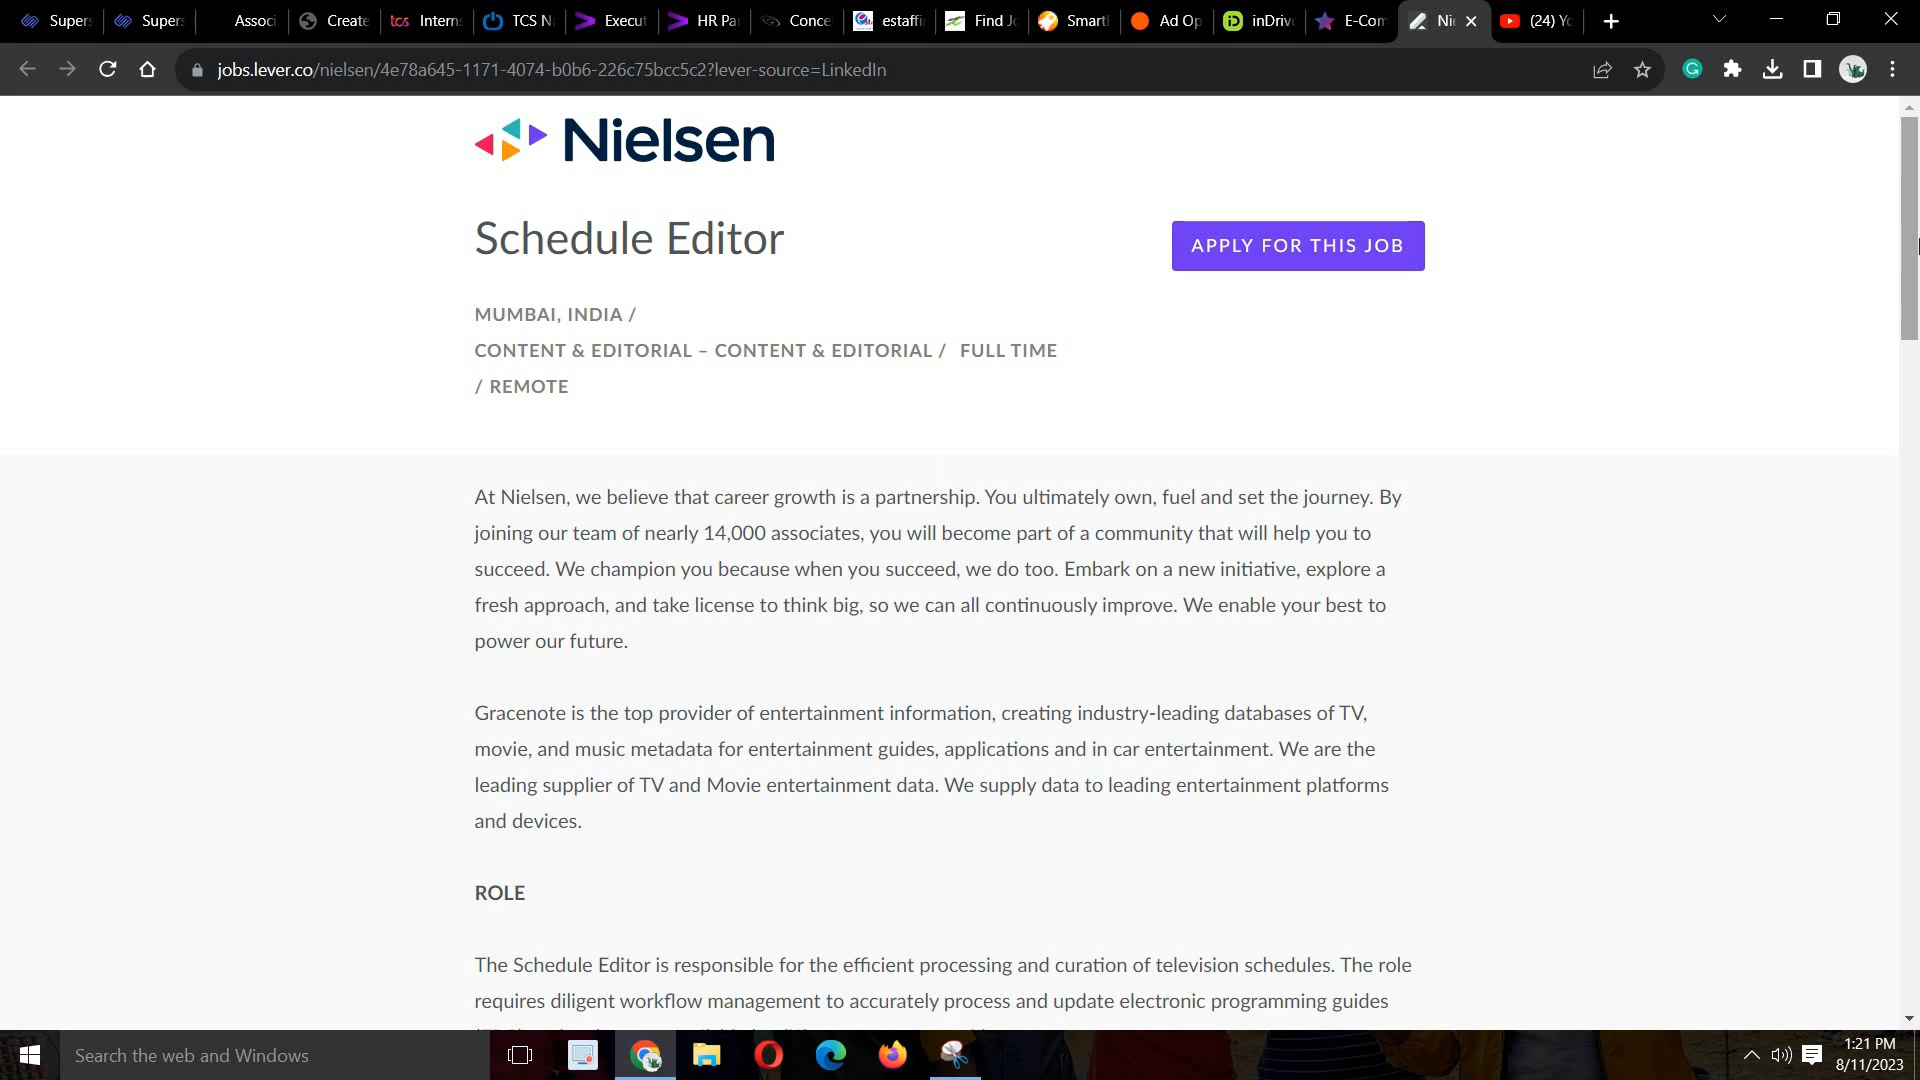 Supers
Supers
Associ
Create
tcs Interns
TCS N
Execut
HR Pa
Conce
estaffi
Find Jo
Smart
Ad Op
inDrive
E-Com
Nie
(24) Yo
jobs.lever.co/nielsen/4e78a645-1171-4074-b0b6-226c75bcc5c2?lever-source=LinkedIn
Nielsen
Schedule Editor
APPLY FOR THIS JOB
MUMBAI, INDIA /
CONTENT & EDITORIAL – CONTENT & EDITORIAL / FULL TIME
/ REMOTE
At Nielsen, we believe that career growth is a partnership. You ultimately own, fuel and set the journey. By
joining our team of nearly 14,000 associates, you will become part of a community that will help you to
succeed. We champion you because when you succeed, we do too. Embark on a new initiative, explore a
fresh approach, and take license to think big, so we can all continuously improve. We enable your best to
power our future.
Gracenote is the top provider of entertainment information, creating industry-leading databases of TV,
movie, and music metadata for entertainment guides, applications and in car entertainment. We are the
leading supplier of TV and Movie entertainment data. We supply data to leading entertainment platforms
and devices.
ROLE
The Schedule Editor is responsible for the efficient processing and curation of television schedules. The role
requires diligent workflow management to accurately process and update electronic programming guides
Search the web and Windows
1:21 PM
8/11/2023